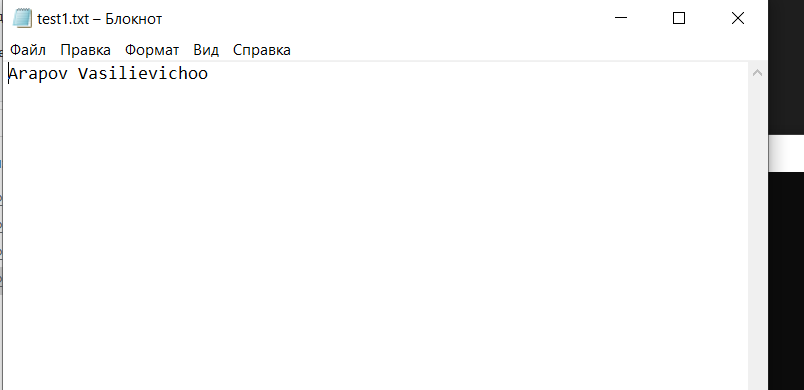 test1.txt – Блокнот
Файл Правка Формат Вид Справка
Arapov Vasilievichoo